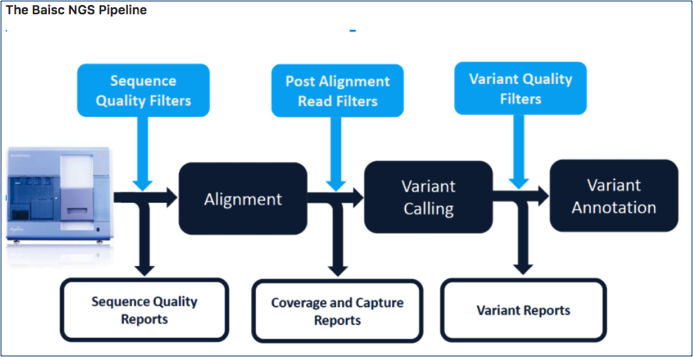 The Baisc NGS Pipeline
Sequence
Quality Filters
Post Alignment
Read Filters
Variant Quality
Filters
Alignment
Variant
Calling
Variant
Annotation
Sequence Quality
Reports
Coverage and Capture
Reports
Variant Reports